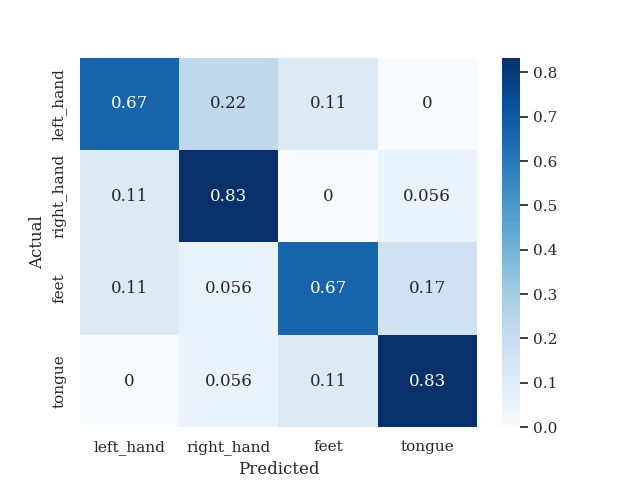 left_hand
0.67 0.22 0.11 0
right_hand
0.11 0.83 0 0.056
feet
0.11 0.056 0.67 0.17
tongue
0 0.056 0.11 0.83
Actual
left_hand right_hand feet tongue
Predicted
0.8
0.7
0.6
0.5
0.4
0.3
0.2
0.1
0.0